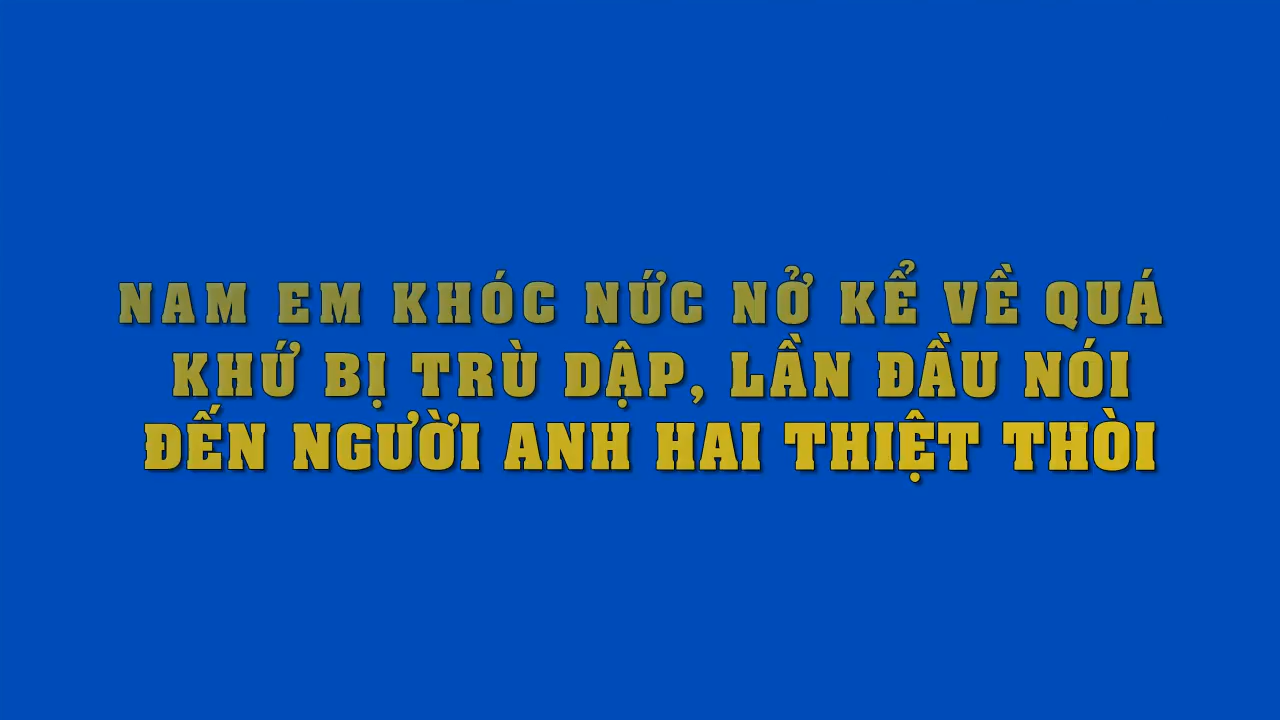 NAM EM KHÓC NỨC NỞ KỂ VỀ QUÁ
KHỨ BỊ TRÙ DẬP, LẦN ĐẦU NÓI
ĐẾN NGƯỜI ANH HAI THIỆT THÒI